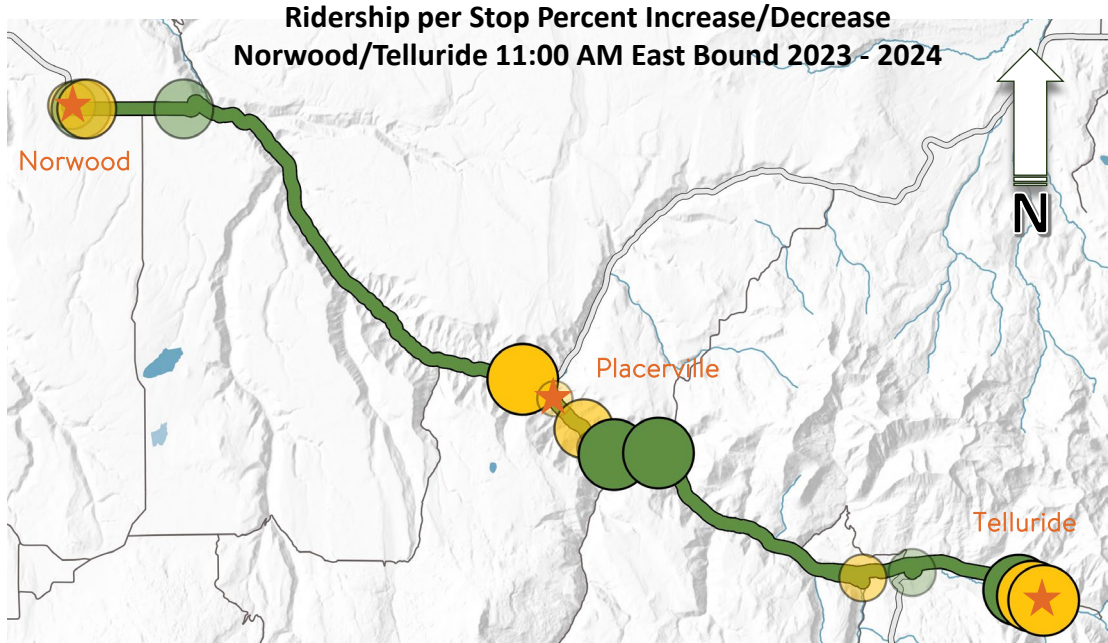 Ridership per Stop Percent Increase/Decrease
Norwood/Telluride 11:00 AM East Bound 2023 - 2024
Norwood
N
Placerville
Telluride